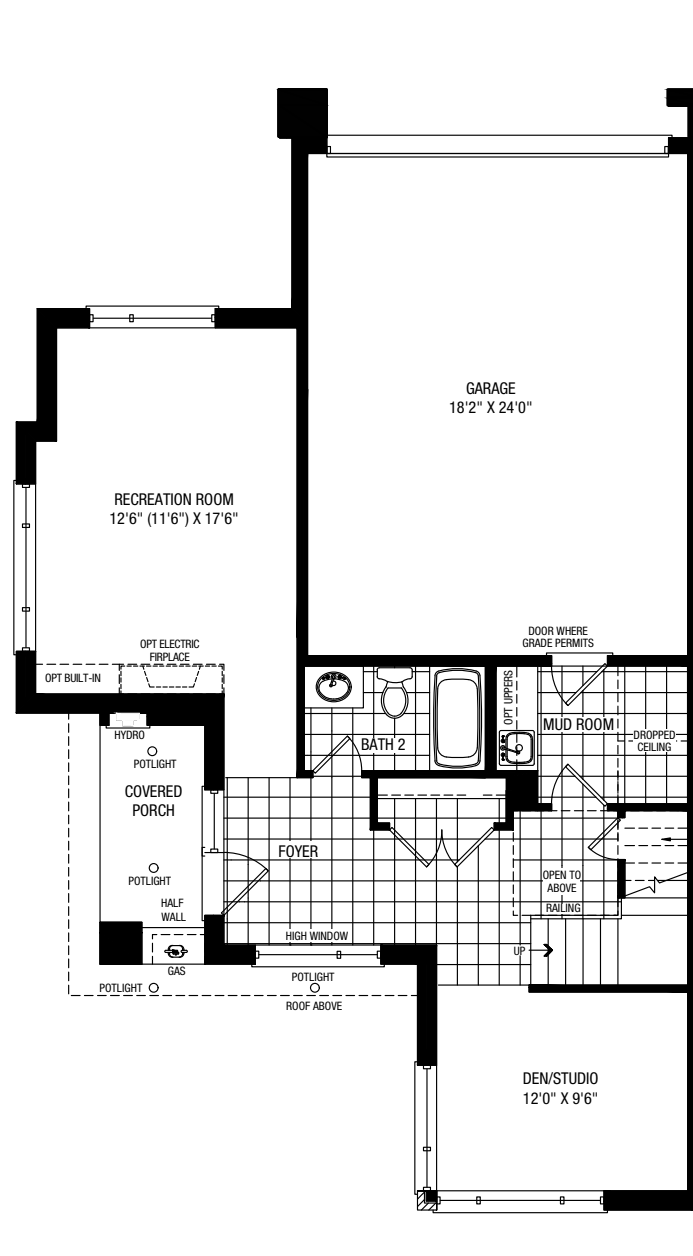 GARAGE
18'2" X 24'0"
RECREATION ROOM
12'6" (11'6") X 17'6"
DOOR WHERE
GRADE PERMITS
OPT ELECTRIC
FIRPLACE
OPT BUILT-IN
OPT UPPERS
MUD ROOM
DROPPED
CEILING
BATH 2
HYDRO
POTLIGHT
COVERED
PORCH
FOYER
POTLIGHT
OPEN TO
ABOVE
HALF
WALL
RAILING
HIGH WINDOW
UP
GAS
POTLIGHT
POTLIGHT
ROOF ABOVE
DEN/STUDIO
12'0" X 9'6"